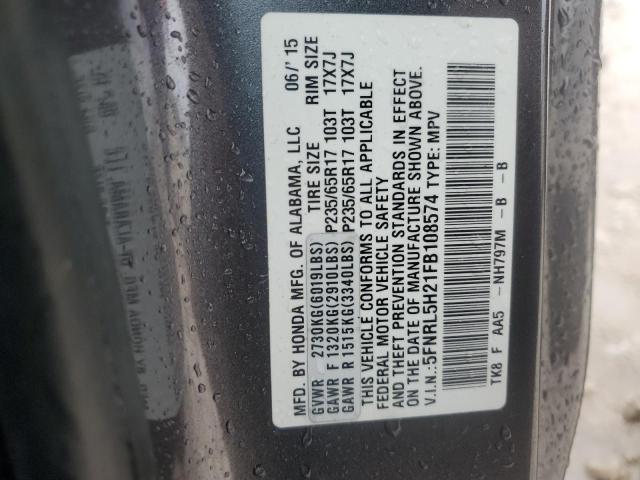 MFD. BY HONDA MFG. OF ALABAMA, LLC 06/'15
GVWR 2730KG(6019LBS) TIRE SIZE RIM SIZE
GAWR F 1320KG(2910LBS) P235/65R17 103T 17X7J
GAWR R 1515KG(3340LBS) P235/65R17 103T 17X7J
THIS VEHICLE CONFORMS TO ALL APPLICABLE
FEDERAL MOTOR VEHICLE SAFETY
AND THEFT PREVENTION STANDARDS IN EFFECT
ON THE DATE OF MANUFACTURE SHOWN ABOVE.
V.I.N.:5FNRL5H21FB108574 TYPE: MPV
TK8 F AA5 -NH797M -B -B